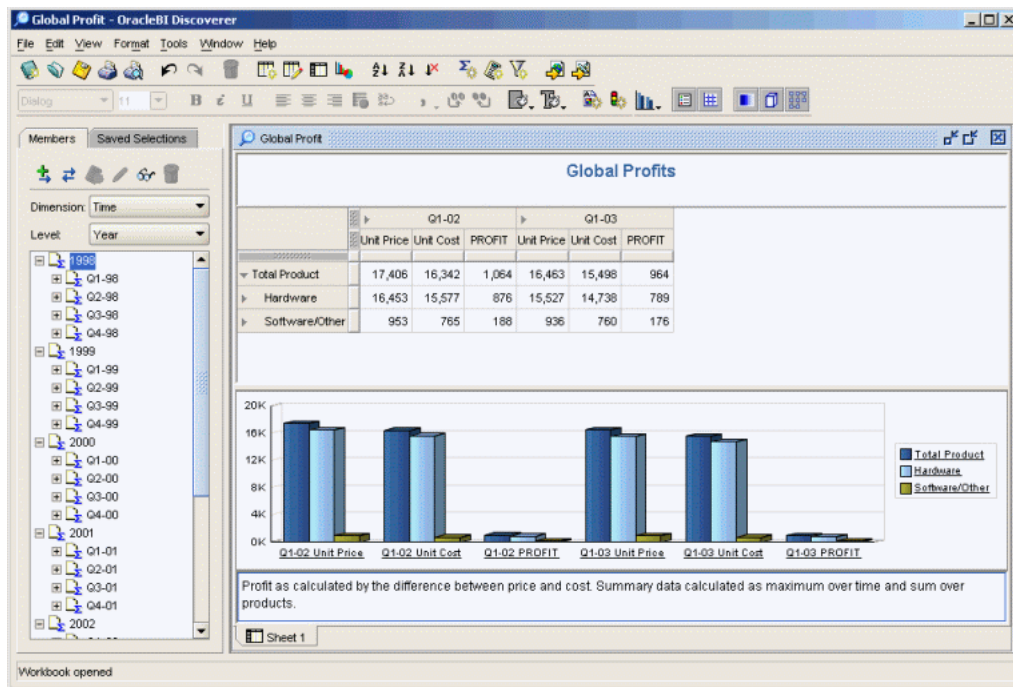 Global Profit - OracleBI Discoverer
File Edit View Format Tools Window Help
Dialog 11 B i U
Members Saved Selections
Dimension: Time
Level: Year
1998
Q1-98
Q2-98
Q3-98
Q4-98
1999
Q1-99
Q2-99
Q3-99
Q4-99
2000
Q1-00
Q2-00
Q3-00
Q4-00
2001
Q1-01
Q2-01
Q3-01
Q4-01
2002
Global Profit
Global Profits
Q1-02 Q1-03
Unit Price Unit Cost PROFIT Unit Price Unit Cost PROFIT
Total Product 17,406 16,342 1,064 16,463 15,498 964
Hardware 16,453 15,577 876 15,527 14,738 789
Software/Other 953 765 188 936 760 176
20K
16K
12K
8K
4K
0K
Q1-02 Unit Price Q1-02 Unit Cost Q1-02 PROFIT Q1-03 Unit Price Q1-03 Unit Cost Q1-03 PROFIT
Total Product
Hardware
Software/Other
Profit as calculated by the difference between price and cost. Summary data calculated as maximum over time and sum over
products.
Sheet 1
Workbook opened